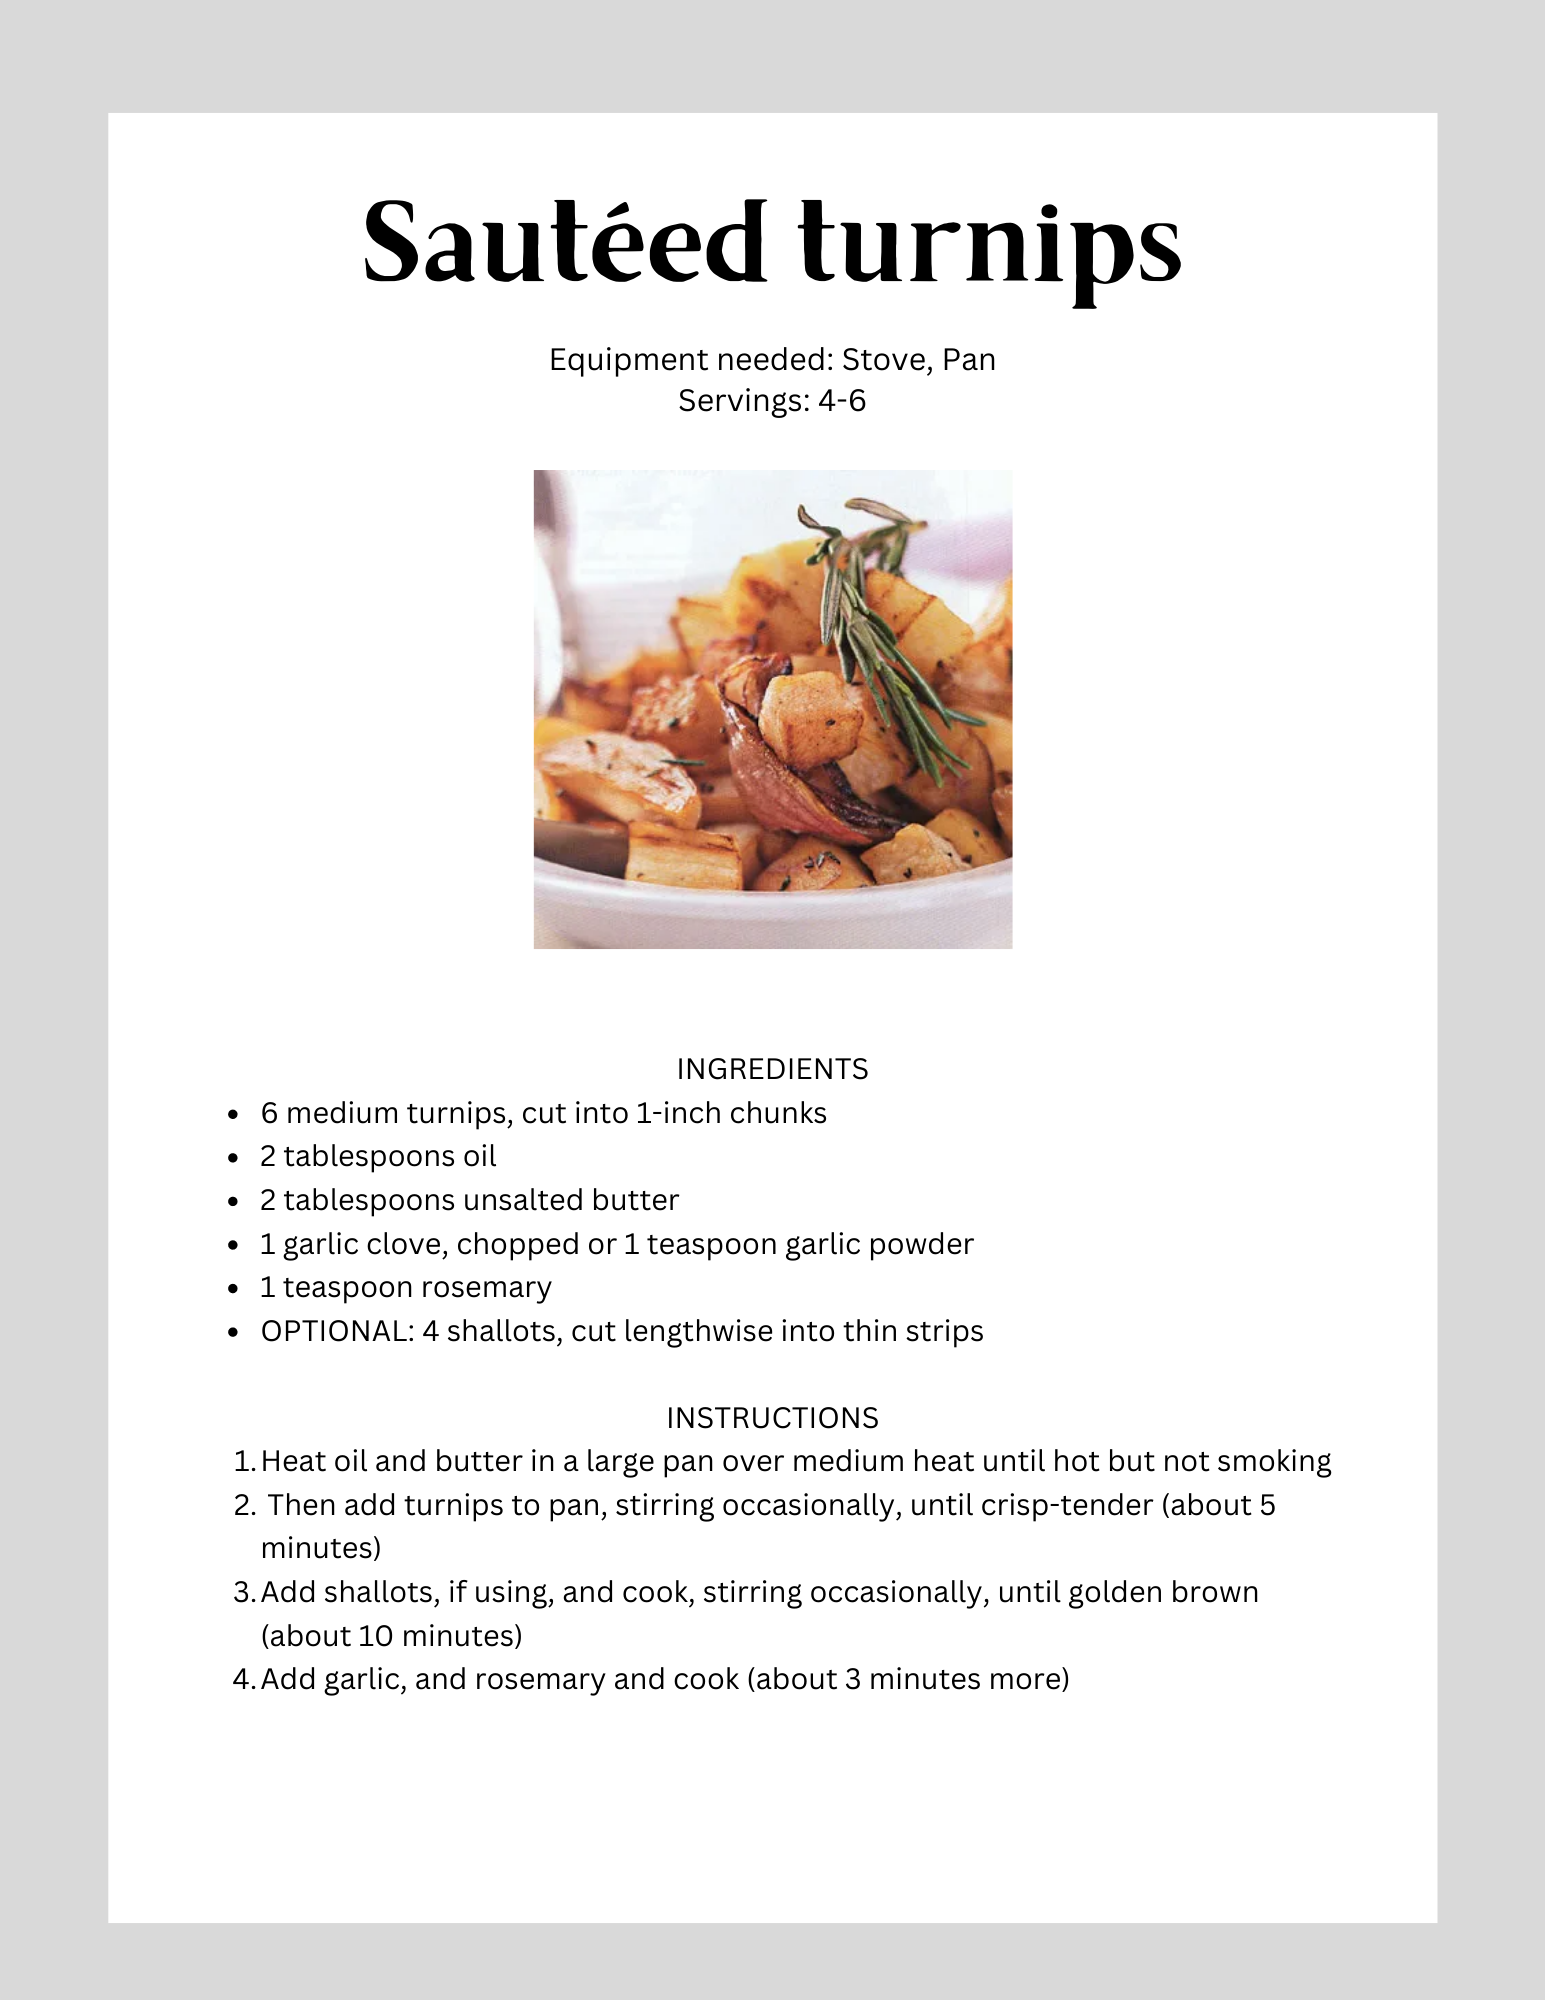 Sautéed turnips
Equipment needed: Stove, Pan
Servings: 4-6
INGREDIENTS
• 6 medium turnips, cut into 1-inch chunks
• 2 tablespoons oil
• 2 tablespoons unsalted butter
• 1 garlic clove, chopped or 1 teaspoon garlic powder
• 1 teaspoon rosemary
• OPTIONAL: 4 shallots, cut lengthwise into thin strips
INSTRUCTIONS
1. Heat oil and butter in a large pan over medium heat until hot but not smoking
2. Then add turnips to pan, stirring occasionally, until crisp-tender (about 5
minutes)
3. Add shallots, if using, and cook, stirring occasionally, until golden brown
(about 10 minutes)
4. Add garlic, and rosemary and cook (about 3 minutes more)